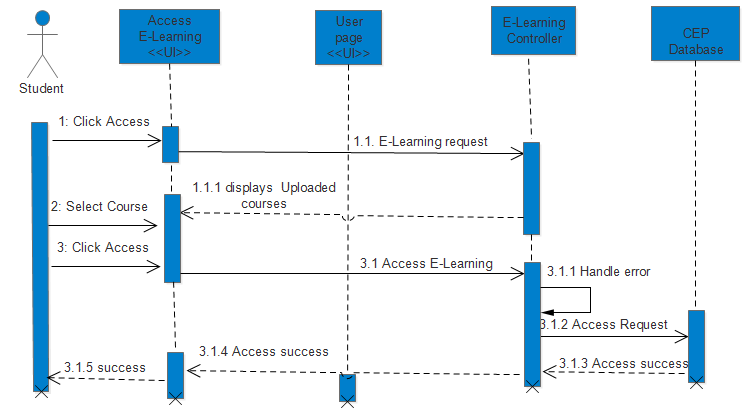 Access
E-Learning
<<UI>>
User
page
<<UI>>
E-Learning
Controller
CEP
Database
Student
1: Click Access
1.1. E-Learning request
1.1.1 displays Uploaded
courses
2: Select Course
3: Click Access
3.1 Access E-Learning
3.1.1 Handle error
3.1.2 Access Request
3.1.3 Access success
3.1.4 Access success
3.1.5 success